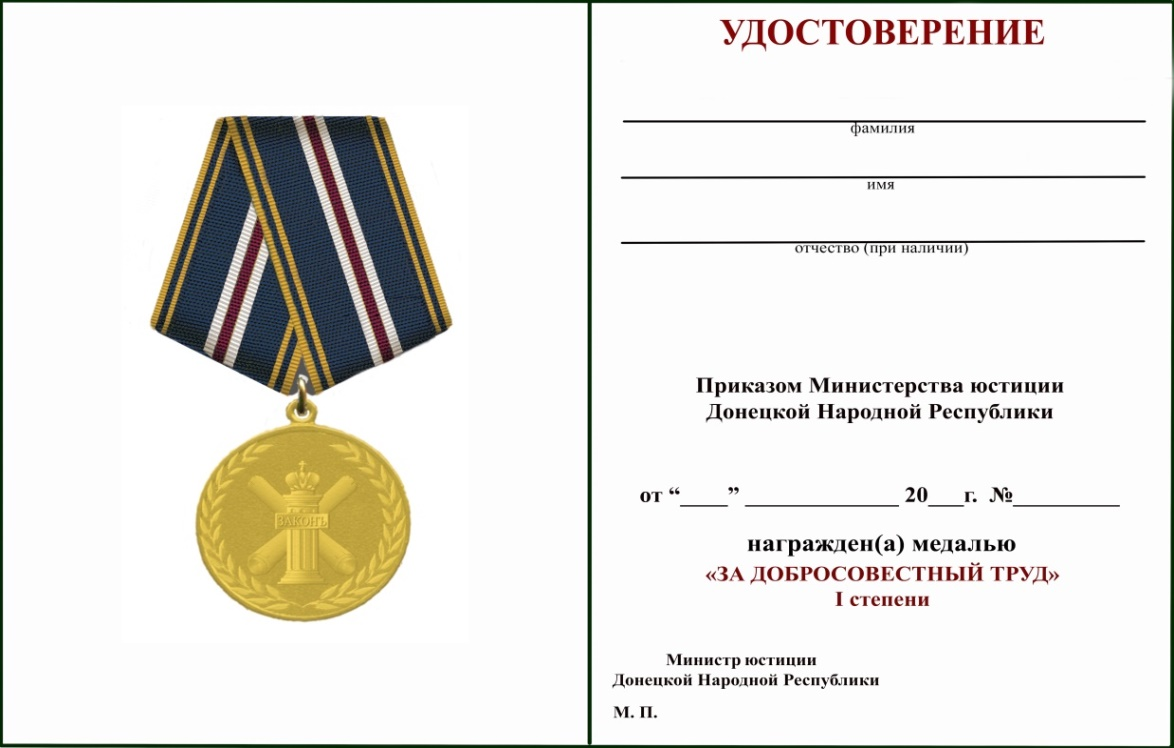 ЗАКОНЪ
УДОСТОВЕРЕНИЕ
фамилия
имя
отчество (при наличии)
Приказом Министерства юстиции
Донецкой Народной Республики
от “____” _____________ 20___г. №_________
награжден(а) медалью
«ЗА ДОБРОСОВЕСТНЫЙ ТРУД»
I степени
Министр юстиции
Донецкой Народной Республики
М. П.